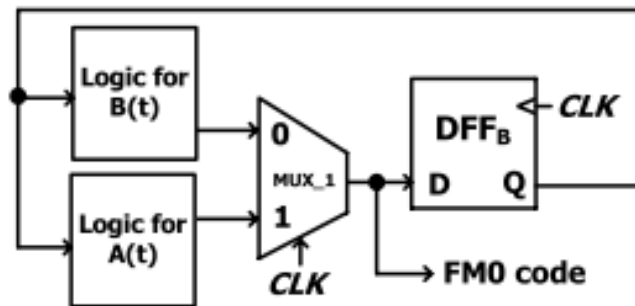 Logic for
B(t)
0
MUX_1
1
CLK
Logic for
A(t)
DFFB
CLK
D
Q
FM0 code